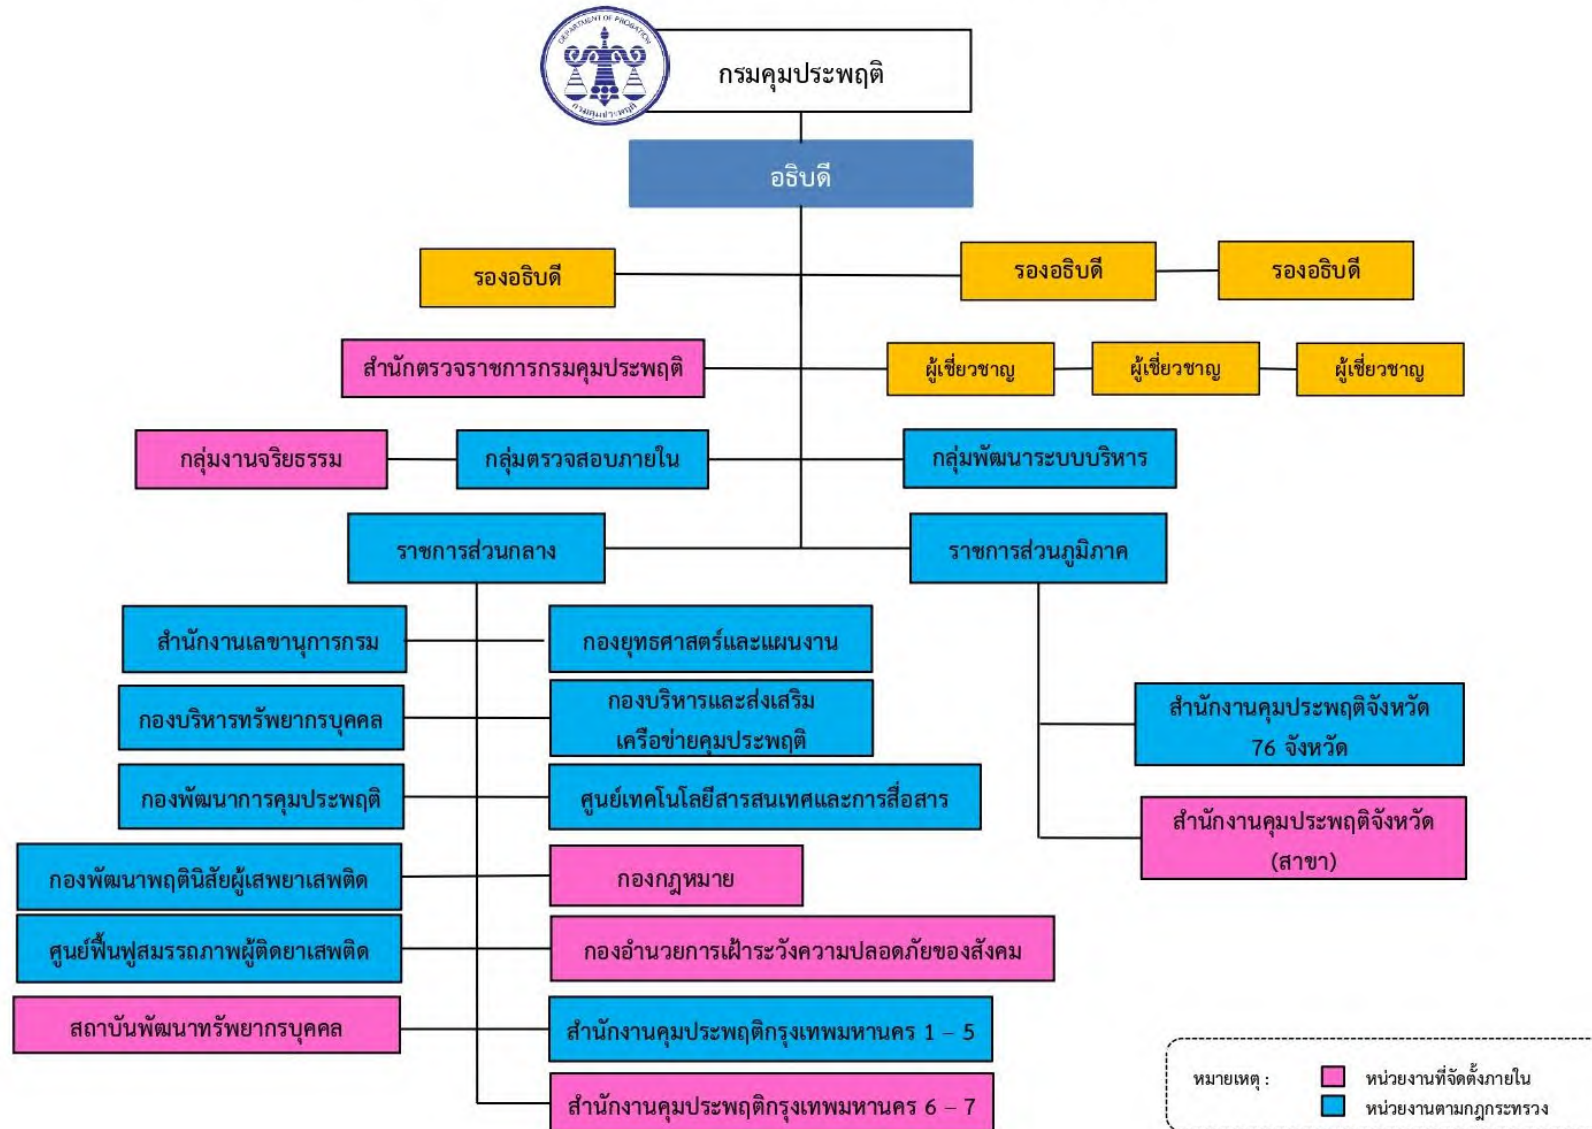 DEPARTMENT OF PROBATION
กรมคุมประพฤติ
กรมคุมประพฤติ
อธิบดี
รองอธิบดี
รองอธิบดี
รองอธิบดี
สำนักตรวจราชการกรมคุมประพฤติ
ผู้เชี่ยวชาญ
ผู้เชี่ยวชาญ
ผู้เชี่ยวชาญ
กลุ่มงานจริยธรรม
กลุ่มตรวจสอบภายใน
กลุ่มพัฒนาระบบบริหาร
ราชการส่วนกลาง
ราชการส่วนภูมิภาค
สำนักงานเลขานุการกรม
กองยุทธศาสตร์และแผนงาน
กองบริหารทรัพยากรบุคคล
กองบริหารและส่งเสริม
เครือข่ายคุมประพฤติ
สำนักงานคุมประพฤติจังหวัด
76 จังหวัด
กองพัฒนาการคุมประพฤติ
ศูนย์เทคโนโลยีสารสนเทศและการสื่อสาร
สำนักงานคุมประพฤติจังหวัด
(สาขา)
กองพัฒนาพฤตินิสัยผู้เสพยาเสพติด
กองกฎหมาย
ศูนย์ฟื้นฟูสมรรถภาพผู้ติดยาเสพติด
กองอำนวยการเฝ้าระวังความปลอดภัยของสังคม
สถาบันพัฒนาทรัพยากรบุคคล
สำนักงานคุมประพฤติกรุงเทพมหานคร 1 – 5
สำนักงานคุมประพฤติกรุงเทพมหานคร 6 – 7
หมายเหตุ :
หน่วยงานที่จัดตั้งภายใน
หน่วยงานตามกฎกระทรวง